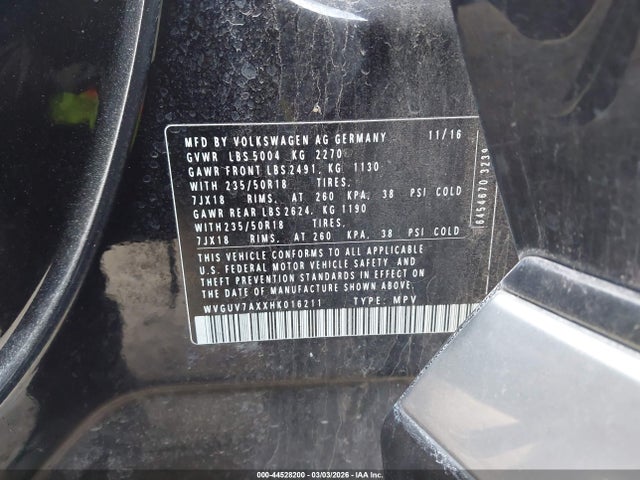 MFD BY VOLKSWAGEN AG GERMANY 11/16
GVWR LBS 5004 KG 2270
GAWR FRONT LBS 2491, KG 1130
WITH 235/50R18 TIRES,
7JX18 RIMS, AT 260 KPA, 38 PSI COLD
GAWR REAR LBS 2624, KG 1190
WITH 235/50R18 TIRES,
7JX18 RIMS, AT 260 KPA, 38 PSI COLD
THIS VEHICLE CONFORMS TO ALL APPLICABLE
U.S. FEDERAL MOTOR VEHICLE SAFETY AND
THEFT PREVENTION STANDARDS IN EFFECT ON
THE DATE OF MANUFACTURE SHOWN ABOVE.
WVGUV7AXXHK016211 TYPE: MPV
16454670 3239
000-44528200 - 03/03/2026 - IAA Inc.